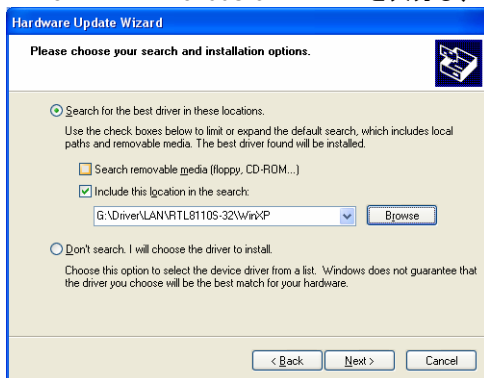 Hardware Update Wizard
Please choose your search and installation options.
Search for the best driver in these locations.
Use the check boxes below to limit or expand the default search, which includes local
paths and removable media. The best driver found will be installed.
Search removable media (floppy, CD-ROM...)
Include this location in the search:
G:\Driver\LAN\RTL8110S-32\WinXP
Browse
Don't search. I will choose the driver to install.
Choose this option to select the device driver from a list. Windows does not guarantee that
the driver you choose will be the best match for your hardware.
< Back
Next >
Cancel